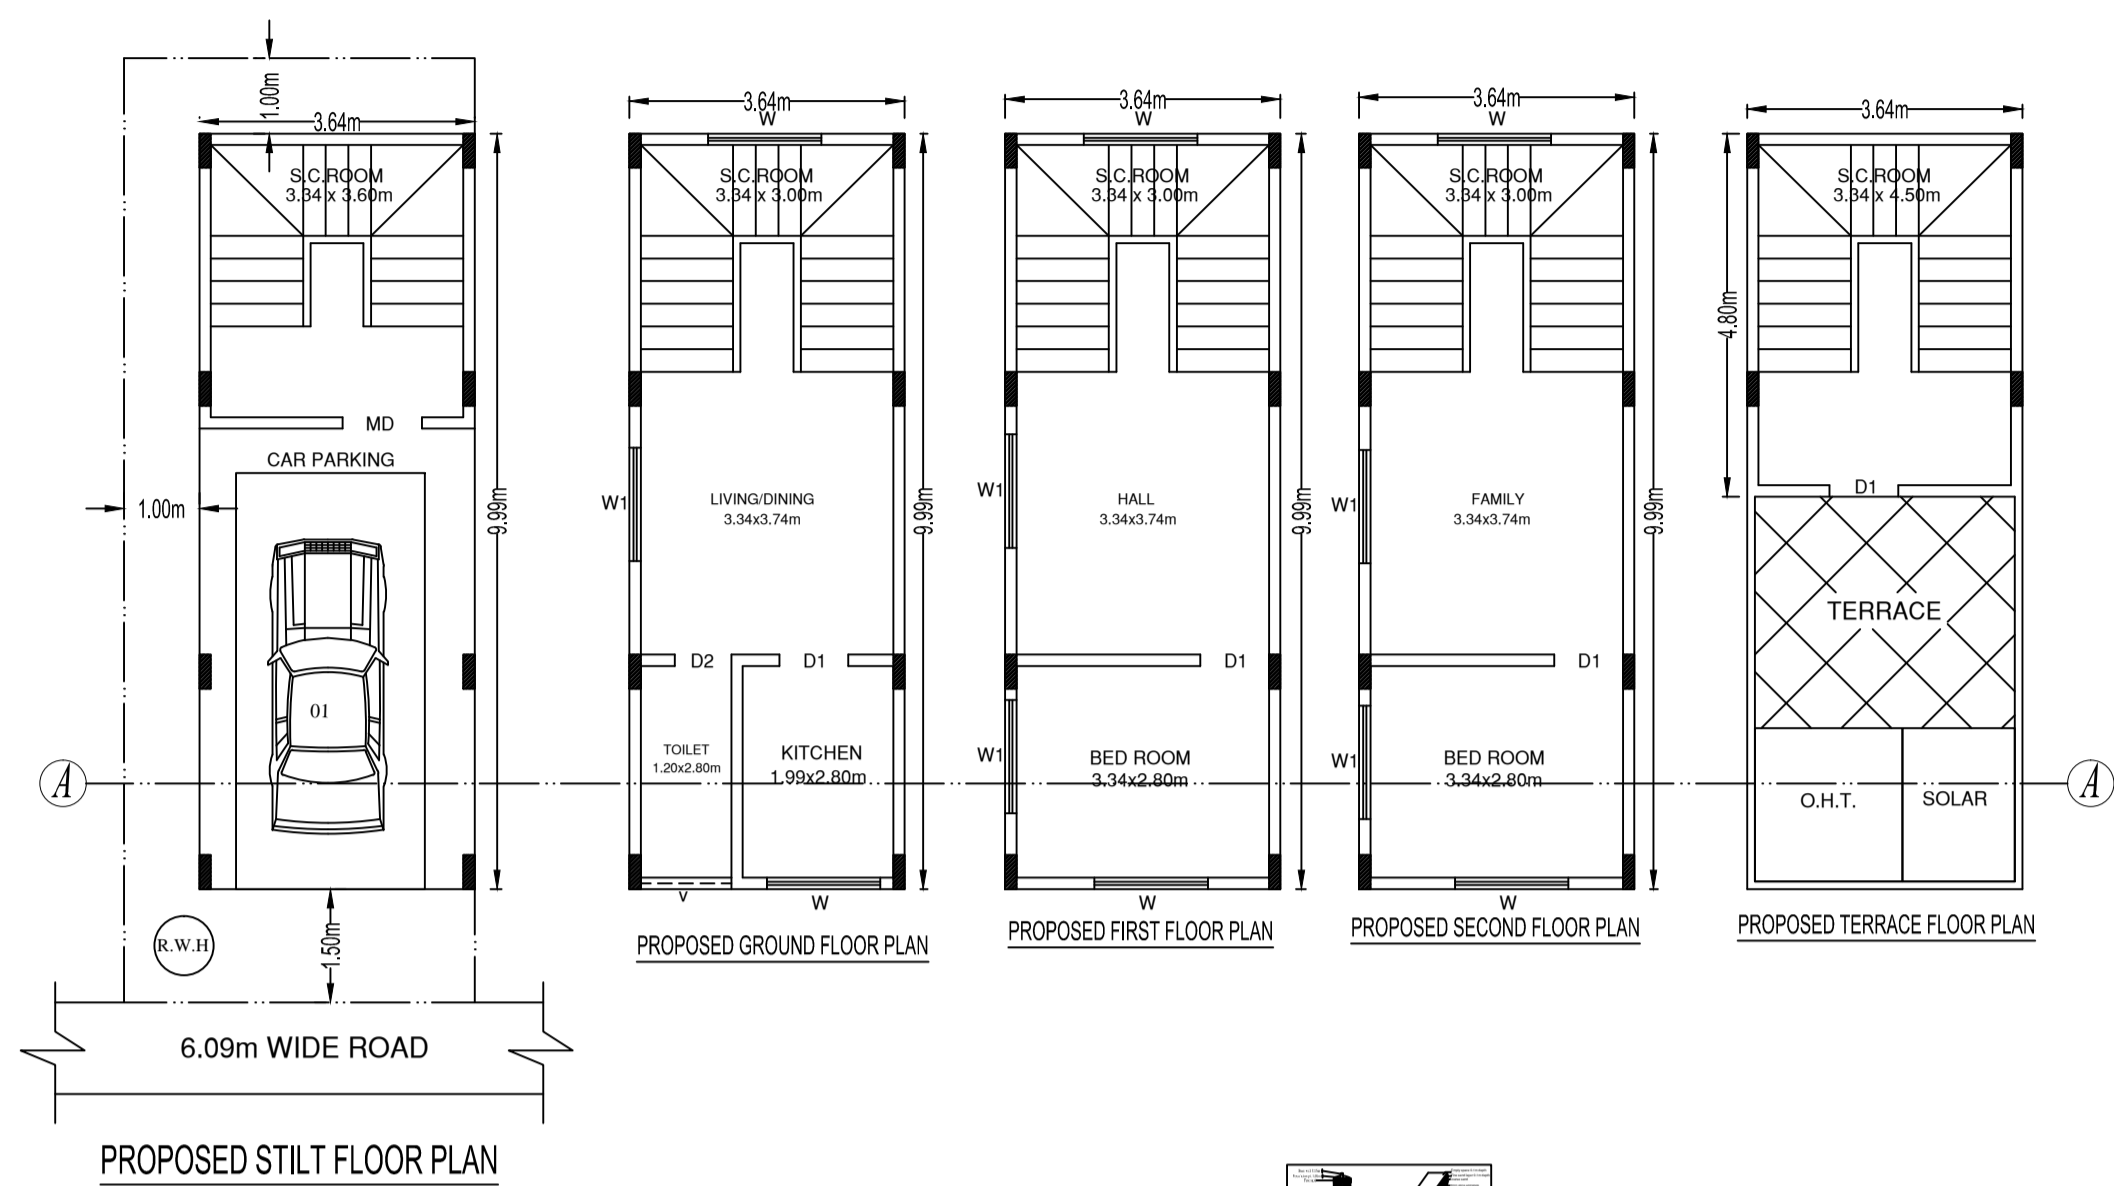 1.00m
3.64m
S.C.ROOM
3.34 x 3.60m
MD
CAR PARKING
1.00m
9.99m
01
A
R.W.H
1.50m
6.09m WIDE ROAD
PROPOSED STILT FLOOR PLAN
3.64m
W
S.C.ROOM
3.34 x 3.00m
W1
LIVING/DINING
3.34x3.74m
9.99m
D2
D1
TOILET
1.20x2.80m
KITCHEN
1.99x2.80m
V
W
PROPOSED GROUND FLOOR PLAN
3.64m
W
S.C.ROOM
3.34 x 3.00m
W1
HALL
3.34x3.74m
9.99m
D1
W1
BED ROOM
3.34x2.80m
W
PROPOSED FIRST FLOOR PLAN
3.64m
W
S.C.ROOM
3.34 x 3.00m
W1
FAMILY
3.34x3.74m
9.99m
D1
W1
BED ROOM
3.34x2.80m
W
PROPOSED SECOND FLOOR PLAN
3.64m
S.C.ROOM
3.34 x 4.50m
4.80m
D1
TERRACE
O.H.T.
SOLAR
A
PROPOSED TERRACE FLOOR PLAN